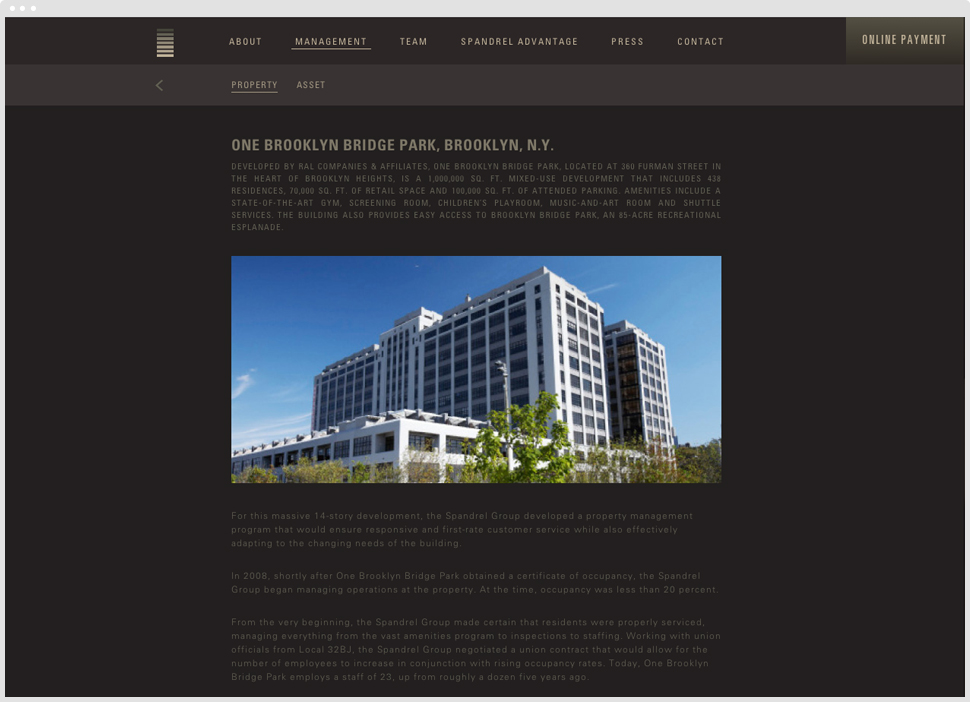 ABOUT MANAGEMENT TEAM SPANDREL ADVANTAGE PRESS CONTACT ONLINE PAYMENT
PROPERTY ASSET
ONE BROOKLYN BRIDGE PARK, BROOKLYN, N.Y.
DEVELOPED BY RAL COMPANIES & AFFILIATES, ONE BROOKLYN BRIDGE PARK, LOCATED AT 360 FURMAN STREET IN
THE HEART OF BROOKLYN HEIGHTS, IS A 1,000,000 SQ. FT. MIXED-USE DEVELOPMENT THAT INCLUDES 438
RESIDENCES, 70,000 SQ. FT. OF RETAIL SPACE AND 100,000 SQ. FT. OF ATTENDED PARKING. AMENITIES INCLUDE A
STATE-OF-THE-ART GYM, SCREENING ROOM, CHILDREN'S PLAYROOM, MUSIC-AND-ART ROOM AND SHUTTLE
SERVICES. THE BUILDING ALSO PROVIDES EASY ACCESS TO BROOKLYN BRIDGE PARK, AN 85-ACRE RECREATIONAL
ESPLANADE.
For this massive 14-story development, the Spandrel Group developed a property management
program that would ensure responsive and first-rate customer service while also effectively
adapting to the changing needs of the building.
In 2008, shortly after One Brooklyn Bridge Park obtained a certificate of occupancy, the Spandrel
Group began managing operations at the property. At the time, occupancy was less than 20 percent.
From the very beginning, the Spandrel Group made certain that residents were properly serviced,
managing everything from the vast amenities program to inspections to staffing. Working with union
officials from Local 32BJ, the Spandrel Group negotiated a union contract that would allow for the
number of employees to increase in conjunction with rising occupancy rates. Today, One Brooklyn
Bridge Park employs a staff of 23, up from roughly a dozen five years ago.